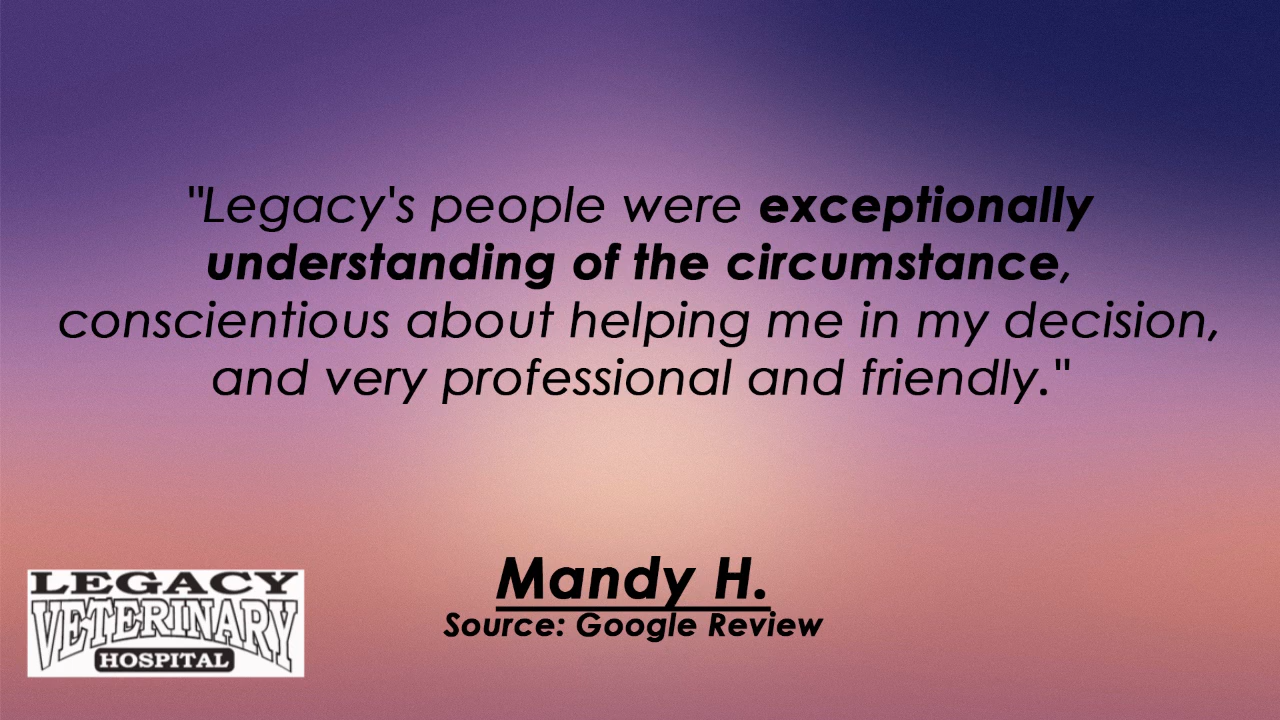 "Legacy's people were exceptionally
understanding of the circumstance,
conscientious about helping me in my decision,
and very professional and friendly."
Mandy H.
Source: Google Review
LEGACY
VETERINARY
HOSPITAL